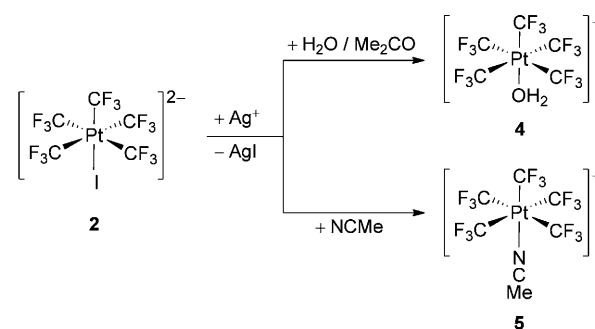 + H2O / Me2CO
CF3
F3C CF3
Pt
F3C CF3
OH2
-
4
CF3
2–
F3C CF3
Pt
F3C CF3
I
2
+ Ag+
– AgI
+ NCMe
CF3
F3C CF3
Pt
F3C CF3
N
C
Me
-
5